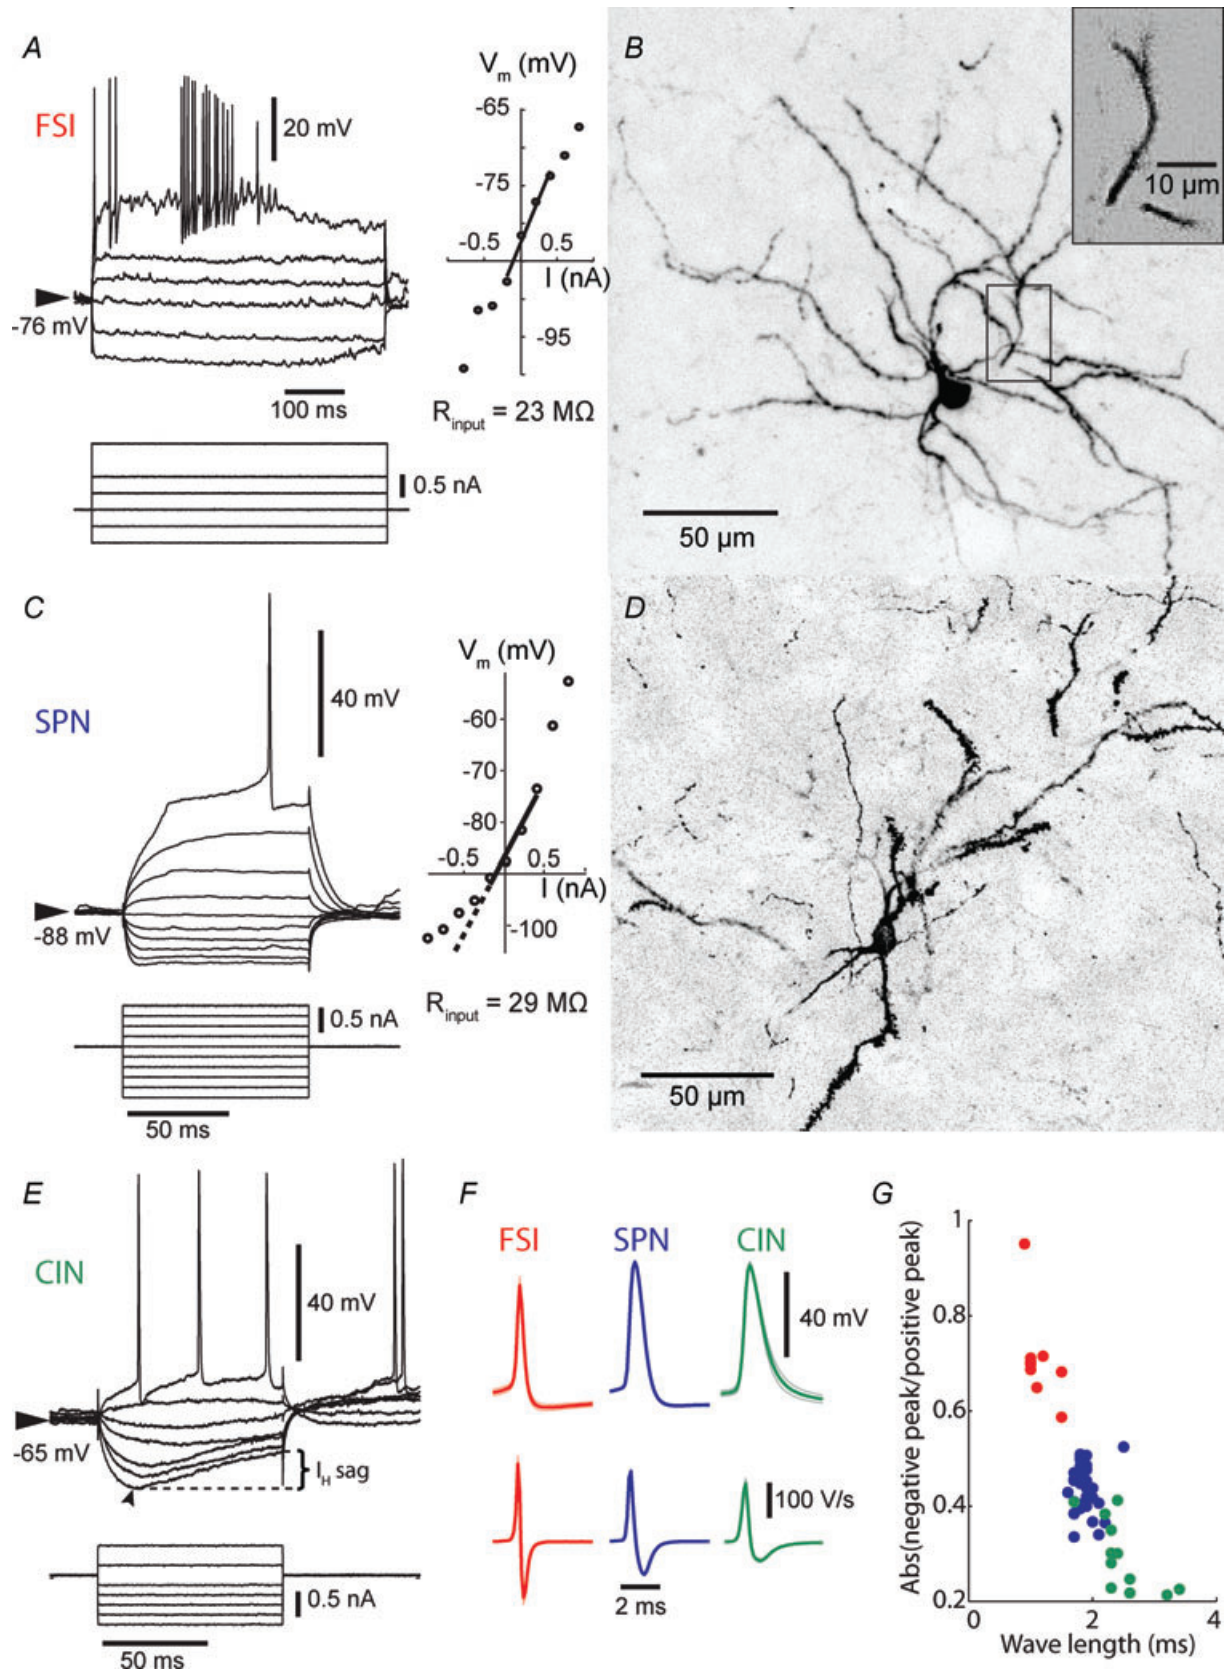 A
FSI
20 mV
-76 mV
100 ms
0.5 nA
Vm (mV)
-65
-75
-0.5 0.5
I (nA)
-95
Rinput = 23 MΩ
B
10 µm
50 µm
C
SPN
40 mV
-88 mV
0.5 nA
50 ms
Vm (mV)
-60
-70
-80
-0.5 0.5
I (nA)
-100
Rinput = 29 MΩ
D
50 µm
E
CIN
40 mV
-65 mV
IH sag
0.5 nA
50 ms
F
FSI SPN CIN
40 mV
100 V/s
2 ms
G
Abs(negative peak/positive peak)
1
0.8
0.6
0.4
0.2
0 2 4
Wave length (ms)